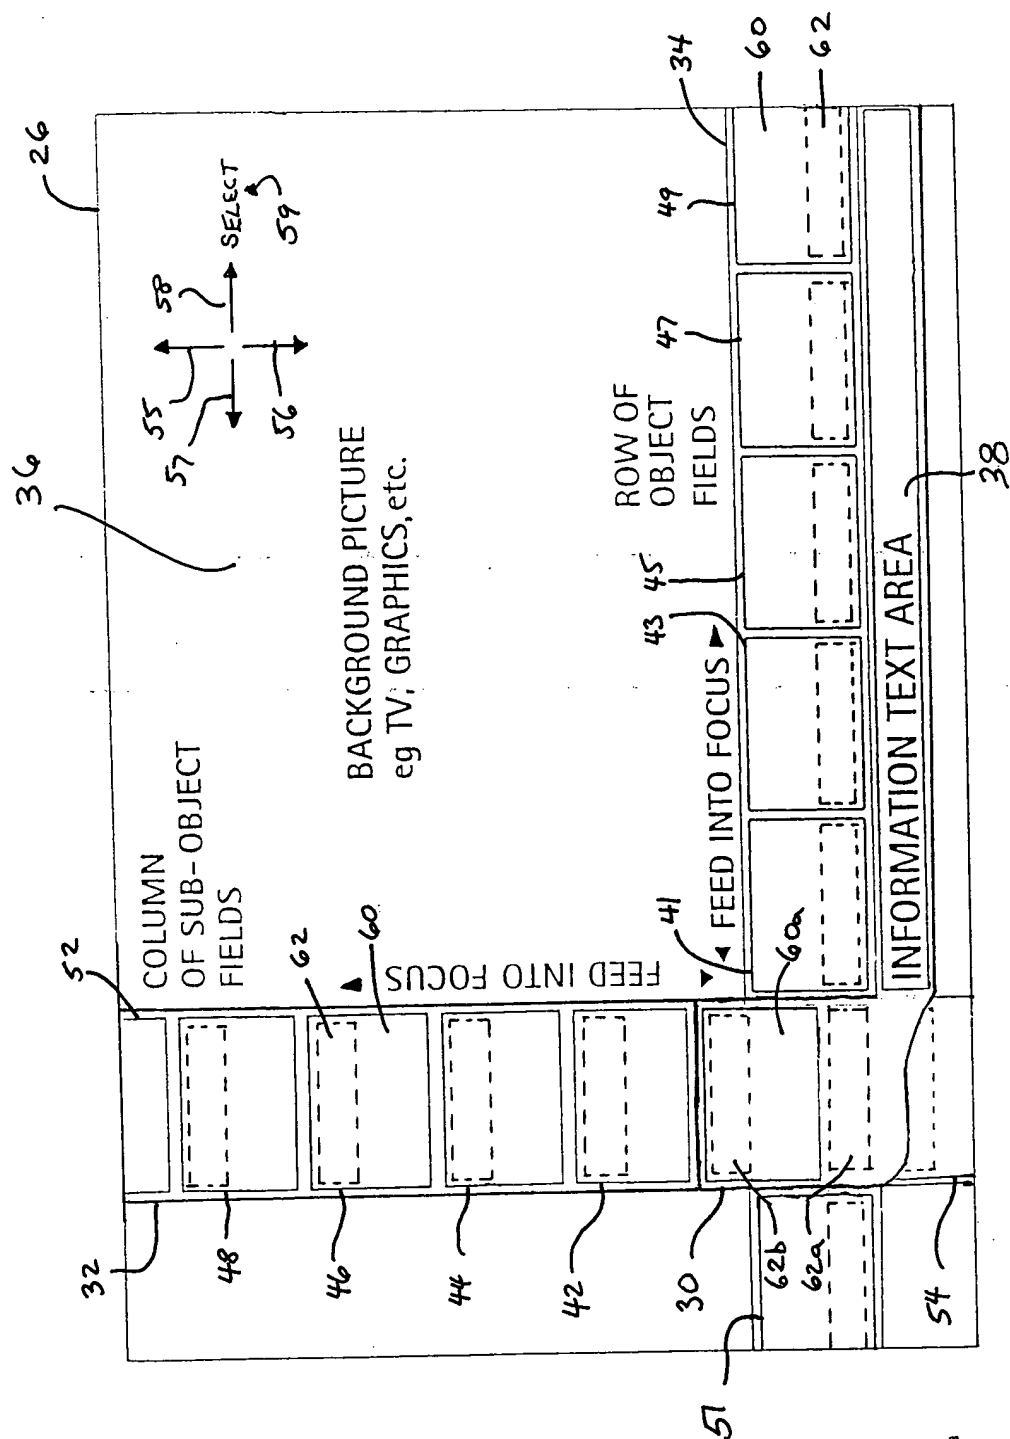 26
36
52
COLUMN
OF SUB-OBJECT
FIELDS
55
58
57
SELECT
59
56
32
48
46
44
42
30
62
60
FEED INTO FOCUS
BACKGROUND PICTURE
eg TV, GRAPHICS, etc.
ROW OF
OBJECT
FIELDS
FEED INTO FOCUS
41
43
45
47
49
34
60
62
51
62b
62a
60a
54
INFORMATION TEXT AREA
38